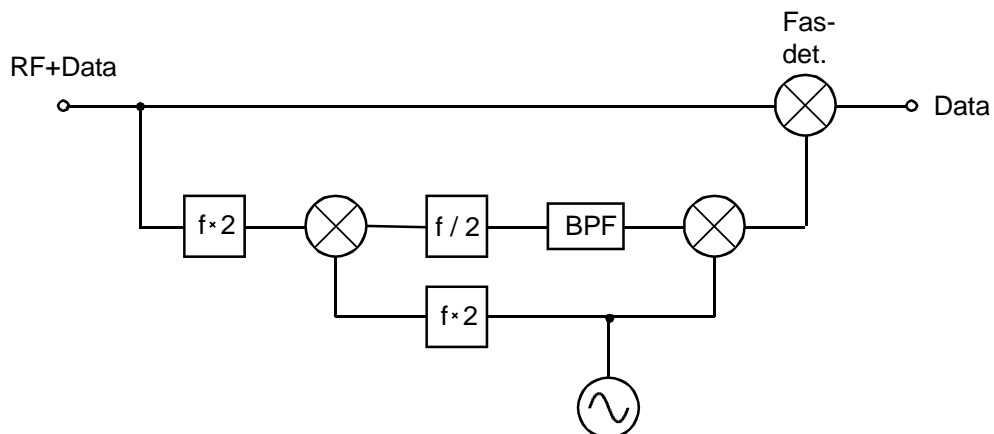 Fas-
det.
RF+Data
Data
f×2
f / 2
BPF
f×2